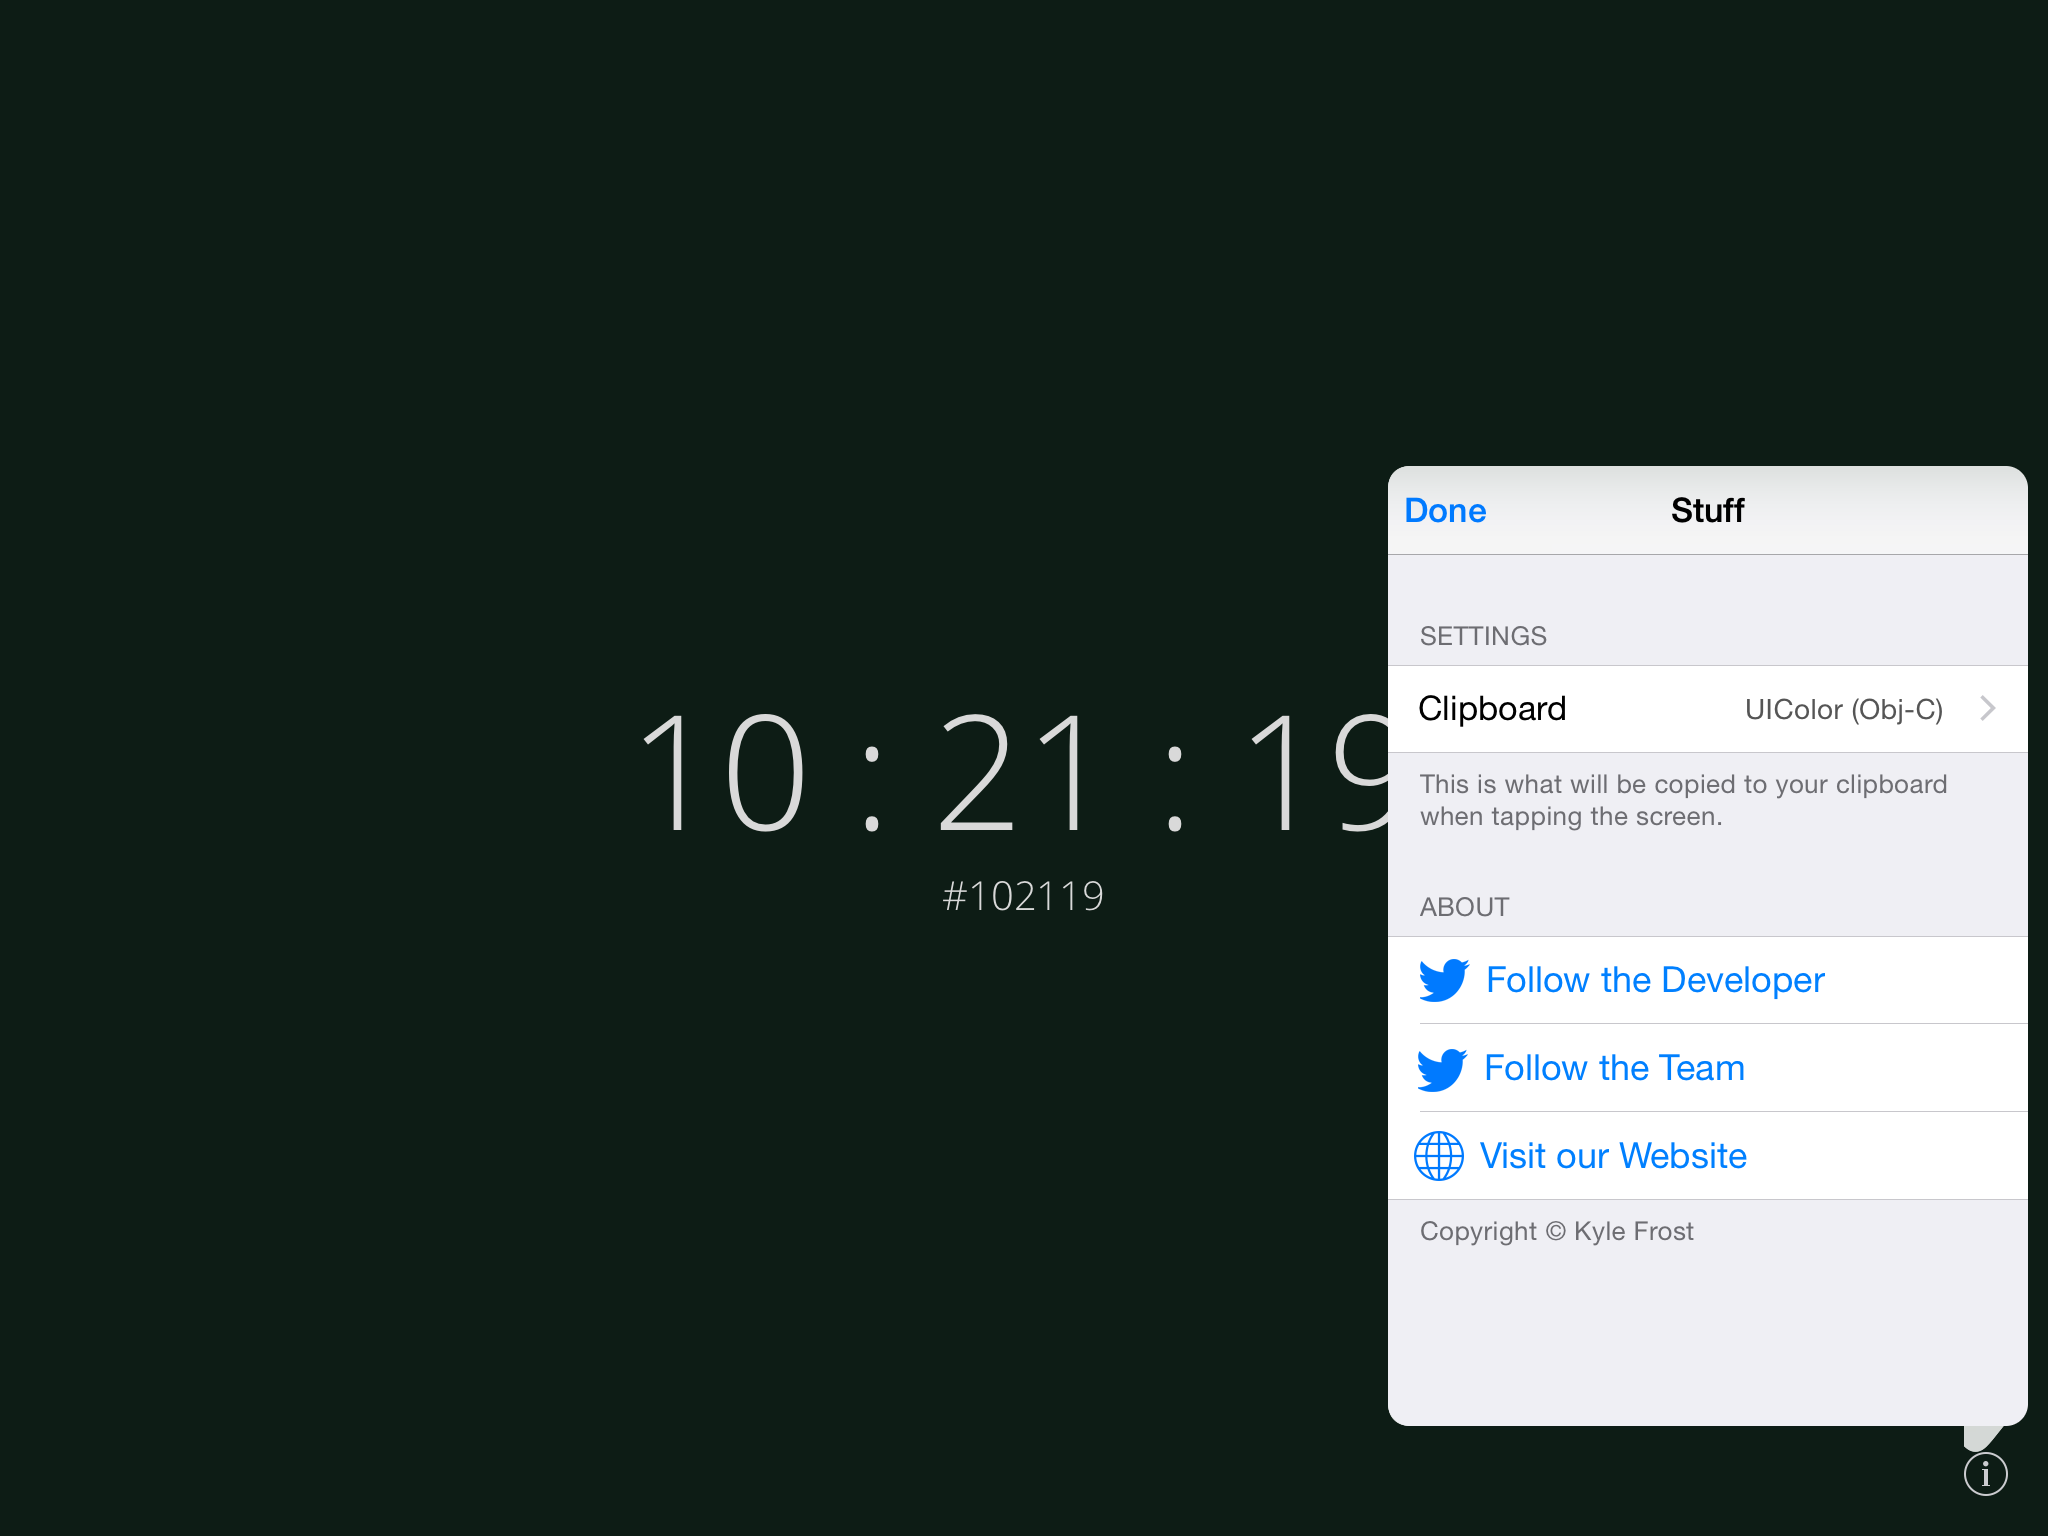 10 : 21 : 19
#102119
Done
Stuff
SETTINGS
Clipboard
UIColor (Obj-C)
This is what will be copied to your clipboard
when tapping the screen.
ABOUT
Follow the Developer
Follow the Team
Visit our Website
Copyright © Kyle Frost
i